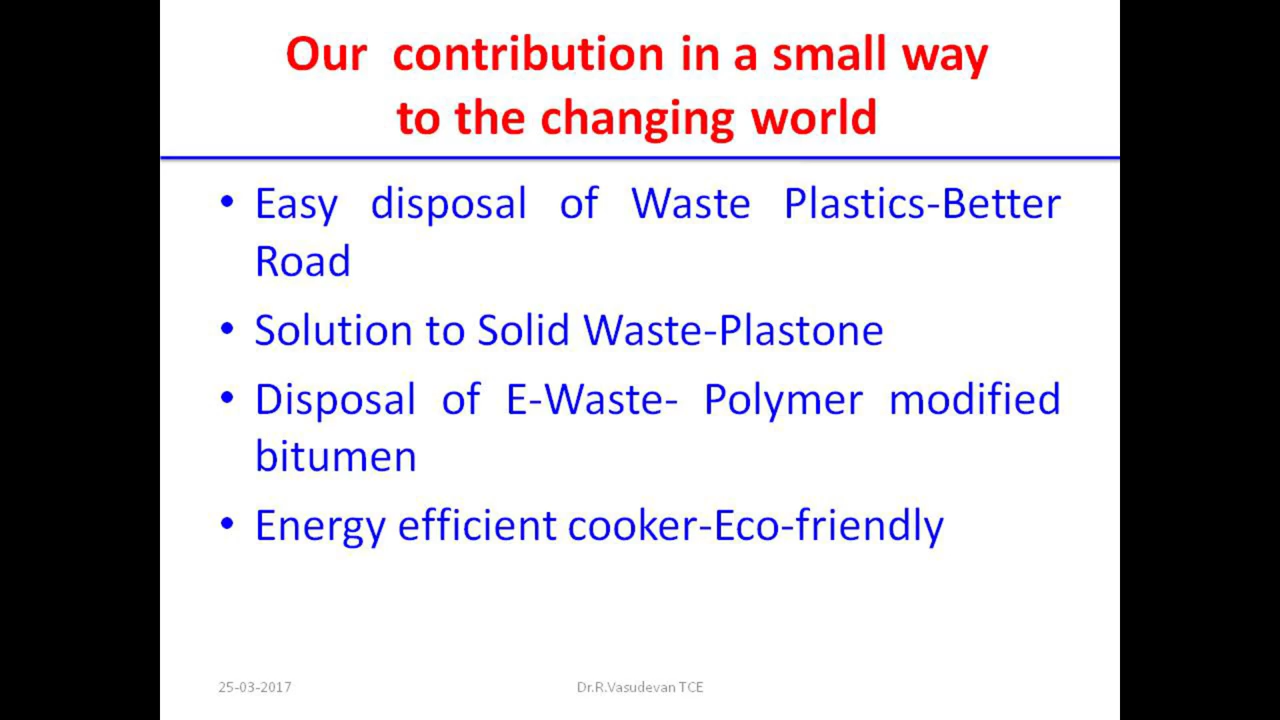 Our contribution in a small way
to the changing world
• Easy disposal of Waste Plastics-Better
Road
• Solution to Solid Waste-Plastone
• Disposal of E-Waste- Polymer modified
bitumen
• Energy efficient cooker-Eco-friendly
25-03-2017
Dr.R.Vasudevan TCE